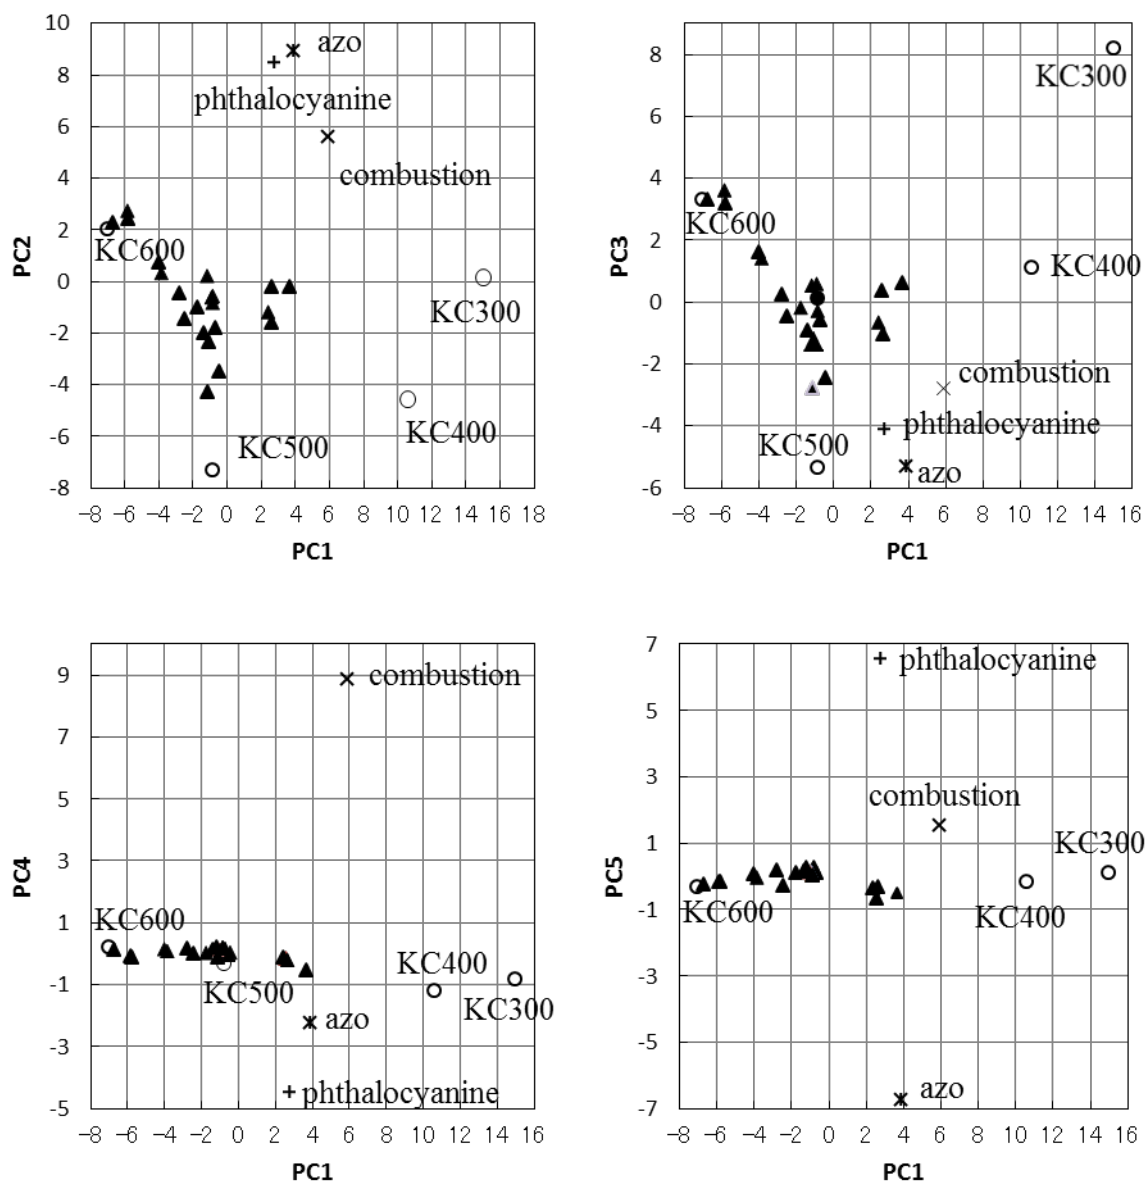 10
8
6
4
2
0
-2
-4
-6
-8
PC2
azo
phthalocyanine
combustion
KC600
KC300
KC400
KC500
−8 −6 −4 −2 0 2 4 6 8 10 12 14 16 18
PC1
8
6
4
2
0
-2
-4
-6
PC3
KC300
KC600
KC400
combustion
phthalocyanine
KC500
azo
−8 −6 −4 −2 0 2 4 6 8 10 12 14 16
PC1
9
7
5
3
1
-1
-3
-5
PC4
combustion
KC600
KC400
KC500
KC300
azo
phthalocyanine
−8 −6 −4 −2 0 2 4 6 8 10 12 14 16
PC1
7
5
3
1
-1
-3
-5
-7
PC5
phthalocyanine
combustion
KC300
KC600
KC400
azo
−8 −6 −4 −2 0 2 4 6 8 10 12 14 16
PC1